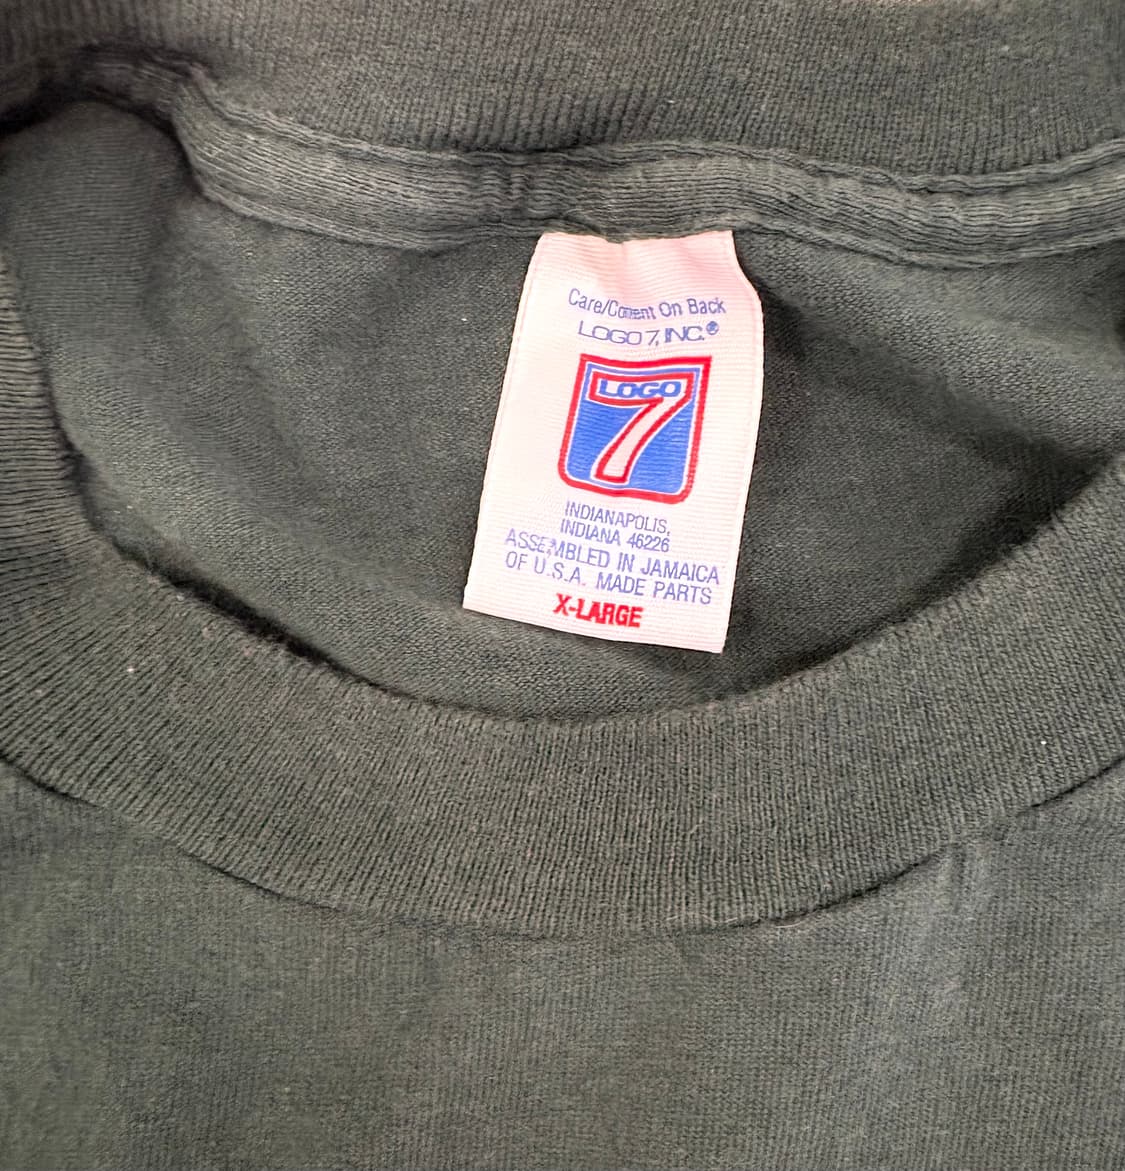 Care/Content On Back
LOGO 7, INC.®
LOGO
7
INDIANAPOLIS,
INDIANA 46226
ASSEMBLED IN JAMAICA
OF U.S.A. MADE PARTS
X-LARGE